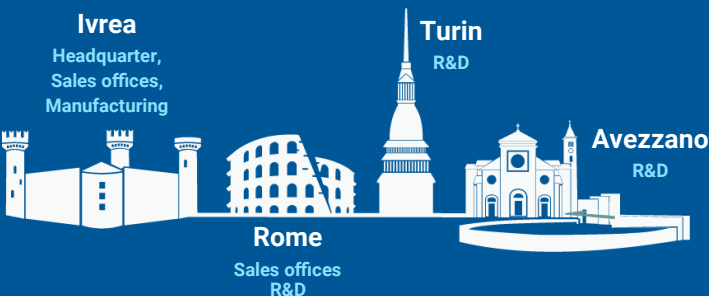 Ivrea
Headquarter,
Sales offices,
Manufacturing
Turin
R&D
Avezzano
R&D
Rome
Sales offices
R&D